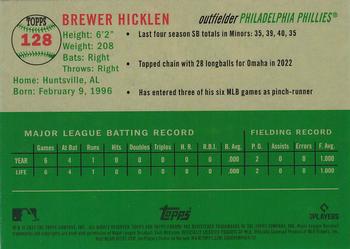 TOPPS
128
BREWER HICKLEN
outfielder PHILADELPHIA PHILLIES®
Height: 6'2"
Weight: 208
Bats: Right
Throws: Right
Home: Huntsville, AL
Born: February 9, 1996
• Last four season SB totals in Minors: 35, 39, 40, 35
• Topped chain with 28 longballs for Omaha in 2022
• Has entered three of his six MLB games as pinch-runner
MAJOR LEAGUE BATTING RECORD FIELDING RECORD
Games At Bat Runs Hits Doubles Triples H. R. R.B.I. B. Avg. P. O. Assists Errors F. Avg.
YEAR 6 4 1 0 0 0 0 0 .000 2 0 0 1.000
LIFE 6 4 1 0 0 0 0 0 .000 2 0 0 1.000
Topps
PLAYERS